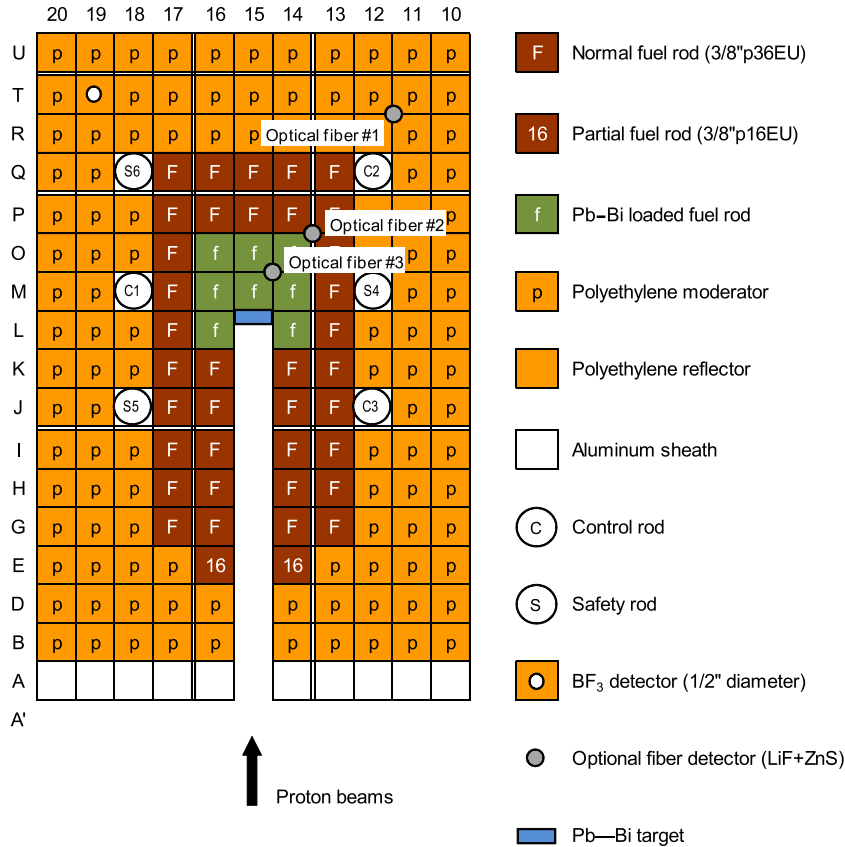 20 19 18 17 16 15 14 13 12 11 10
U p p p p p p p p p p p
T p p p p p p p p p p
R p p p p p p Optical fiber #1 p p
Q p p S6 F F F F F C2 p p
P p p p F F F F Optical fiber #2 p
O p p p F f f f F p p
Optical fiber #3
M p p C1 F f f f F S4 p p
L p p p F f f F p p p
K p p p F F F F p p p
J p p S5 F F F F C3 p p
I p p p F F F F p p p
H p p p F F F F p p p
G p p p F F F F p p p
E p p p p 16 16 p p p p
D p p p p p p p p p p
B p p p p p p p p p p
A
A'
Proton beams
F Normal fuel rod (3/8"p36EU)
16 Partial fuel rod (3/8"p16EU)
f Pb–Bi loaded fuel rod
p Polyethylene moderator
Polyethylene reflector
Aluminum sheath
C Control rod
S Safety rod
BF3 detector (1/2" diameter)
Optional fiber detector (LiF+ZnS)
Pb—Bi target